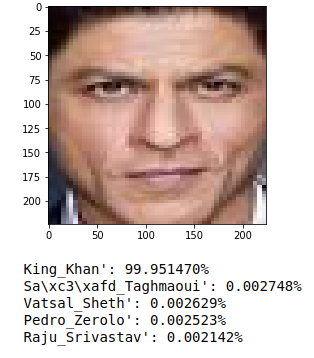 0
25
50
75
100
125
150
175
200
0 50 100 150 200
King_Khan': 99.951470%
Sa\xc3\xafd_Taghmaoui': 0.002748%
Vatsal_Sheth': 0.002629%
Pedro_Zerolo': 0.002523%
Raju_Srivastav': 0.002142%